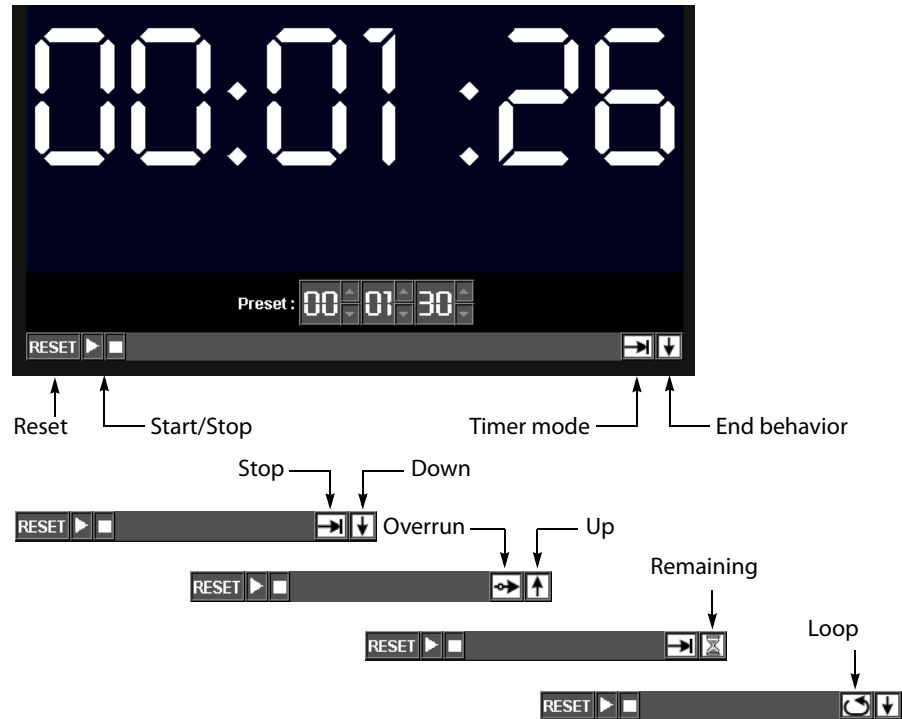 00:01:26
Preset: 00 01 30
RESET
Reset
Start/Stop
Timer mode
End behavior
Stop
Down
RESET
Overrun
Up
RESET
Remaining
RESET
Loop
RESET